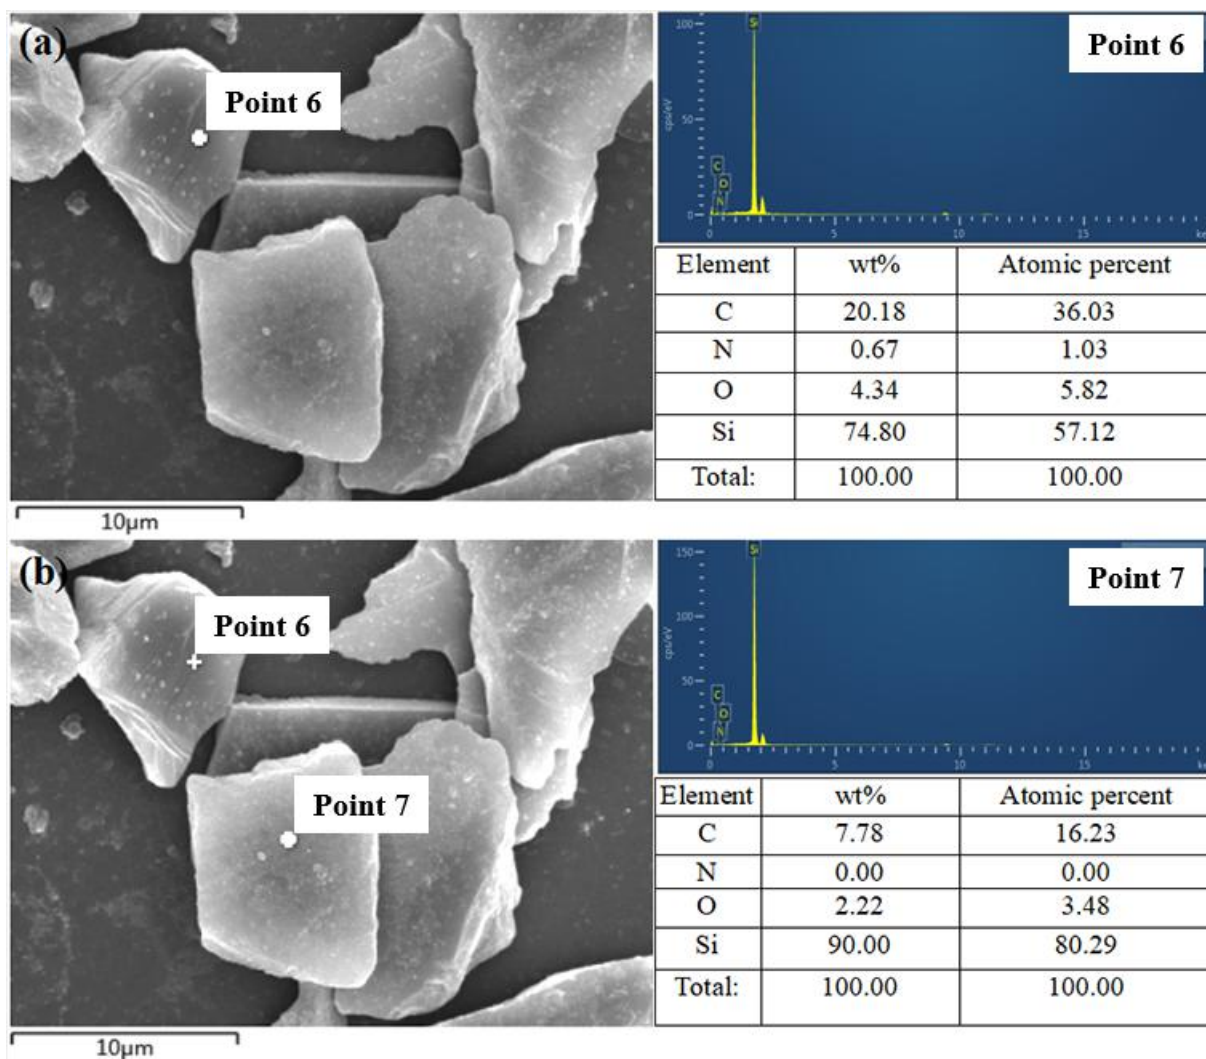 (a)
Point 6
10μm
100
50
0
cps/eV
Si
C
O
N
0 5 10 15 ke
Point 6
Element wt% Atomic percent
C 20.18 36.03
N 0.67 1.03
O 4.34 5.82
Si 74.80 57.12
Total: 100.00 100.00
(b)
Point 6
Point 7
10μm
150
100
50
0
cps/eV
Si
C
O
N
0 5 10 15 ke
Point 7
Element wt% Atomic percent
C 7.78 16.23
N 0.00 0.00
O 2.22 3.48
Si 90.00 80.29
Total: 100.00 100.00